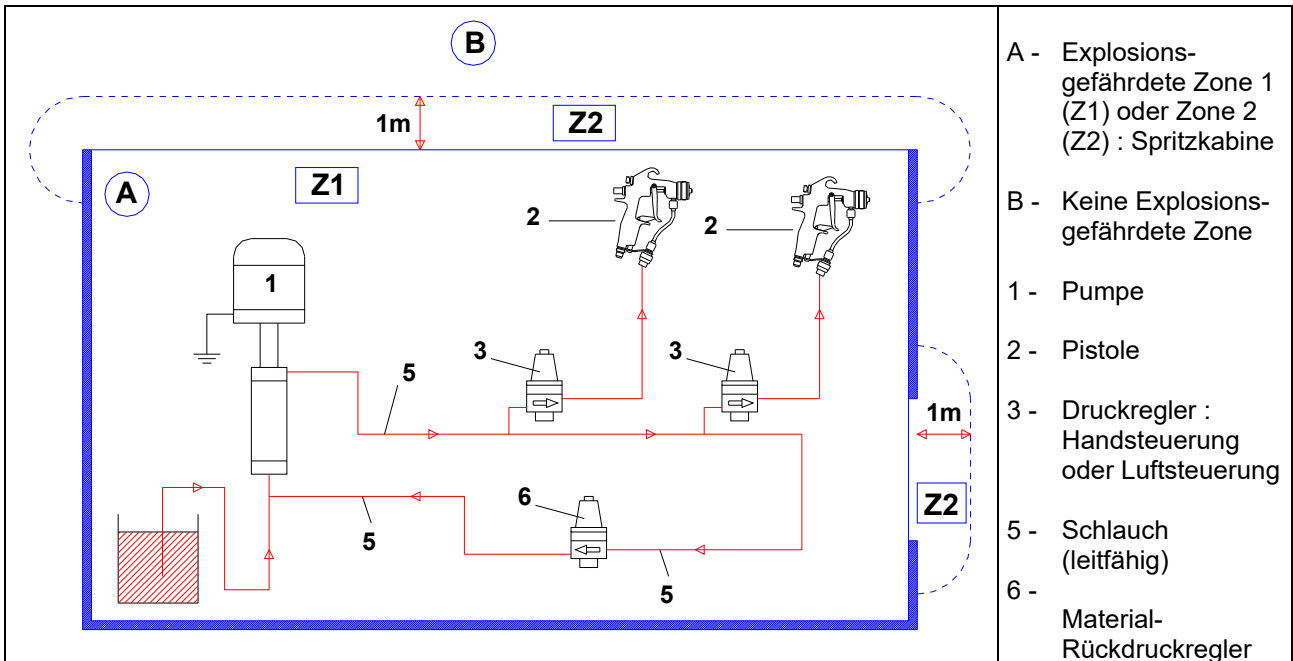 B
1m
Z2
A
Z1
2
2
1
3
3
5
1m
6
Z2
5
5
A - Explosions-
gefährdete Zone 1
(Z1) oder Zone 2
(Z2) : Spritzkabine
B - Keine Explosions-
gefährdete Zone
1 - Pumpe
2 - Pistole
3 - Druckregler :
Handsteuerung
oder Luftsteuerung
5 - Schlauch
(leitfähig)
6 -
Material-
Rückdruckregler